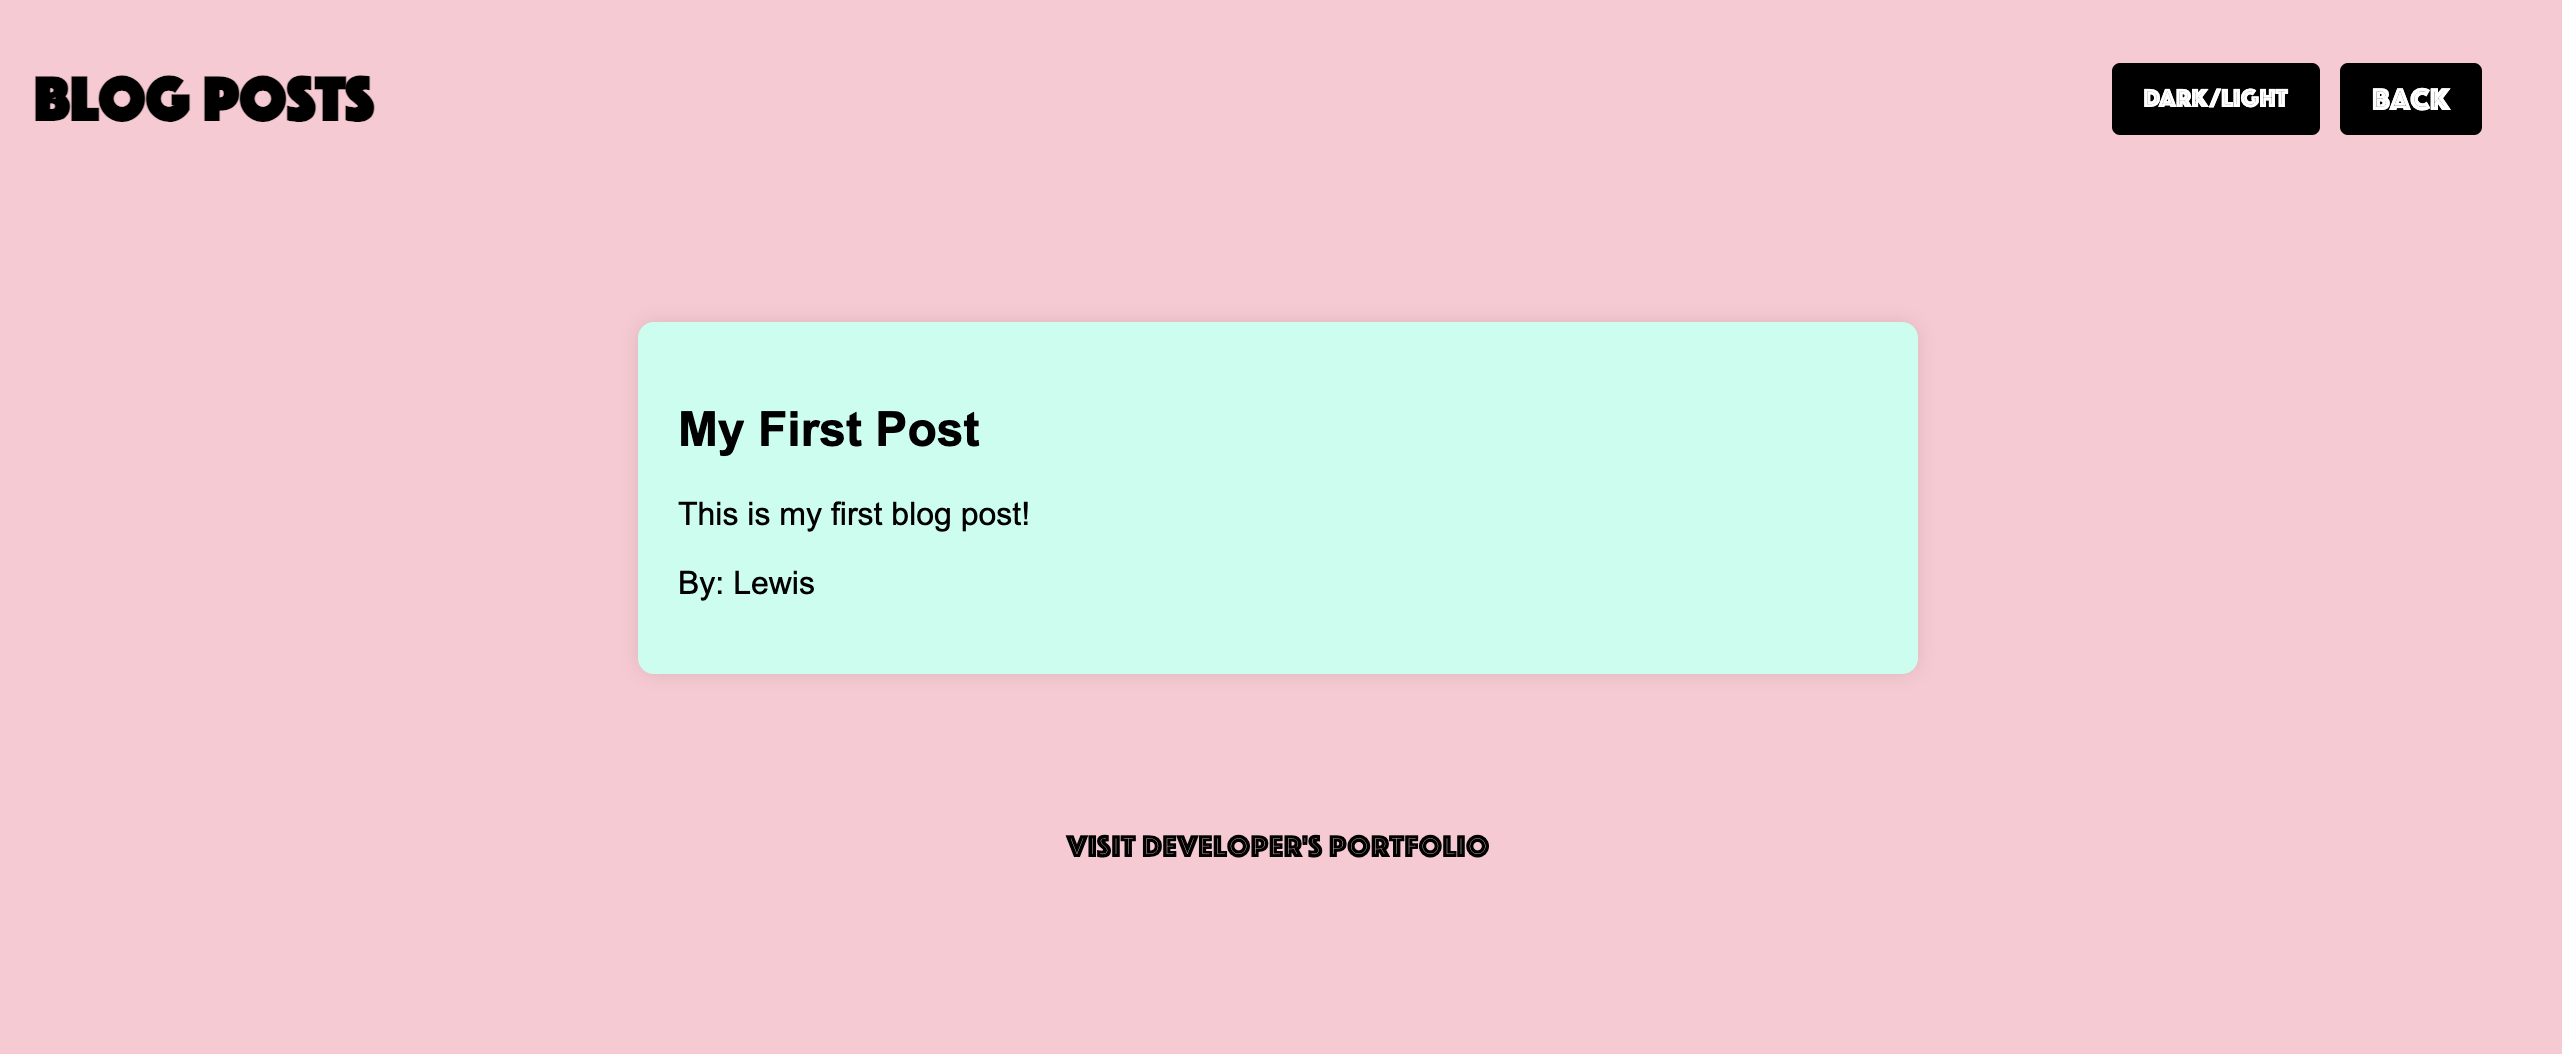 BLOG POSTS
DARK/LIGHT
BACK
My First Post
This is my first blog post!
By: Lewis
VISIT DEVELOPER'S PORTFOLIO